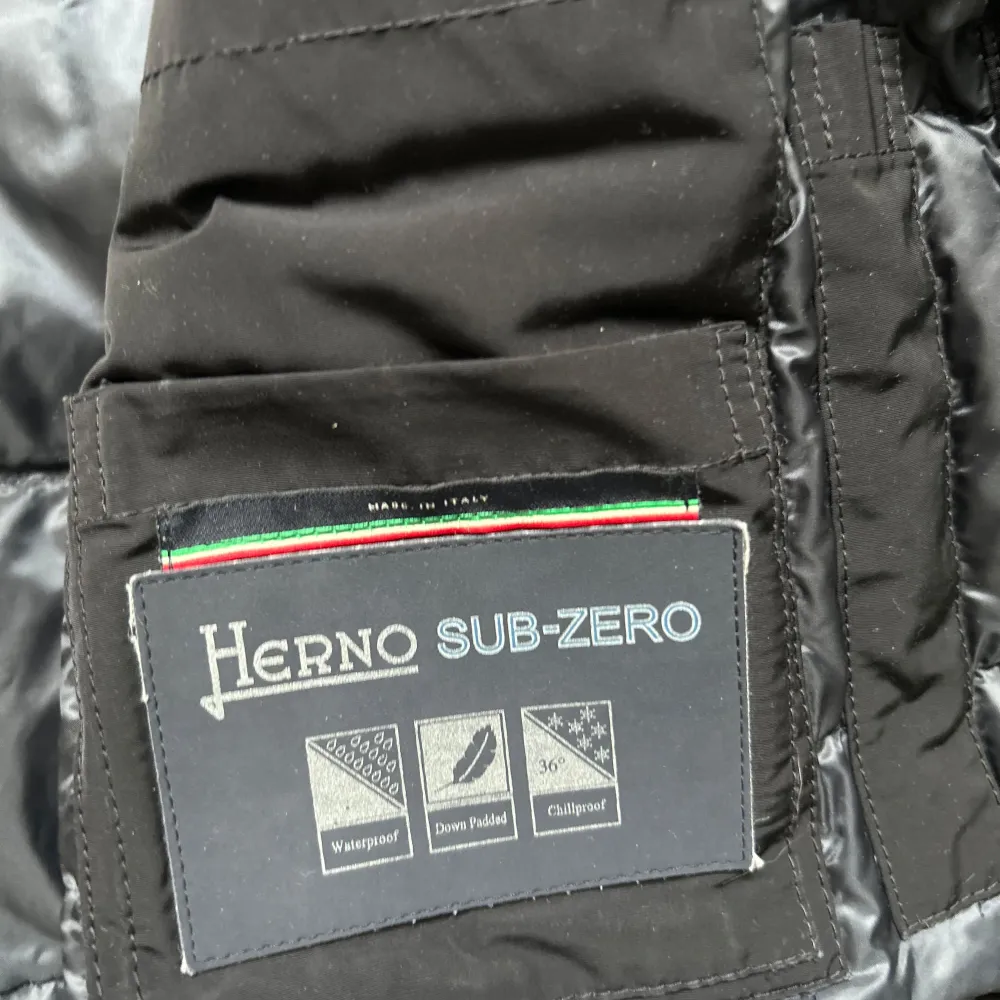 MADE IN ITALY
HERNO SUB-ZERO
36°
Waterproof Down Padded Chillproof